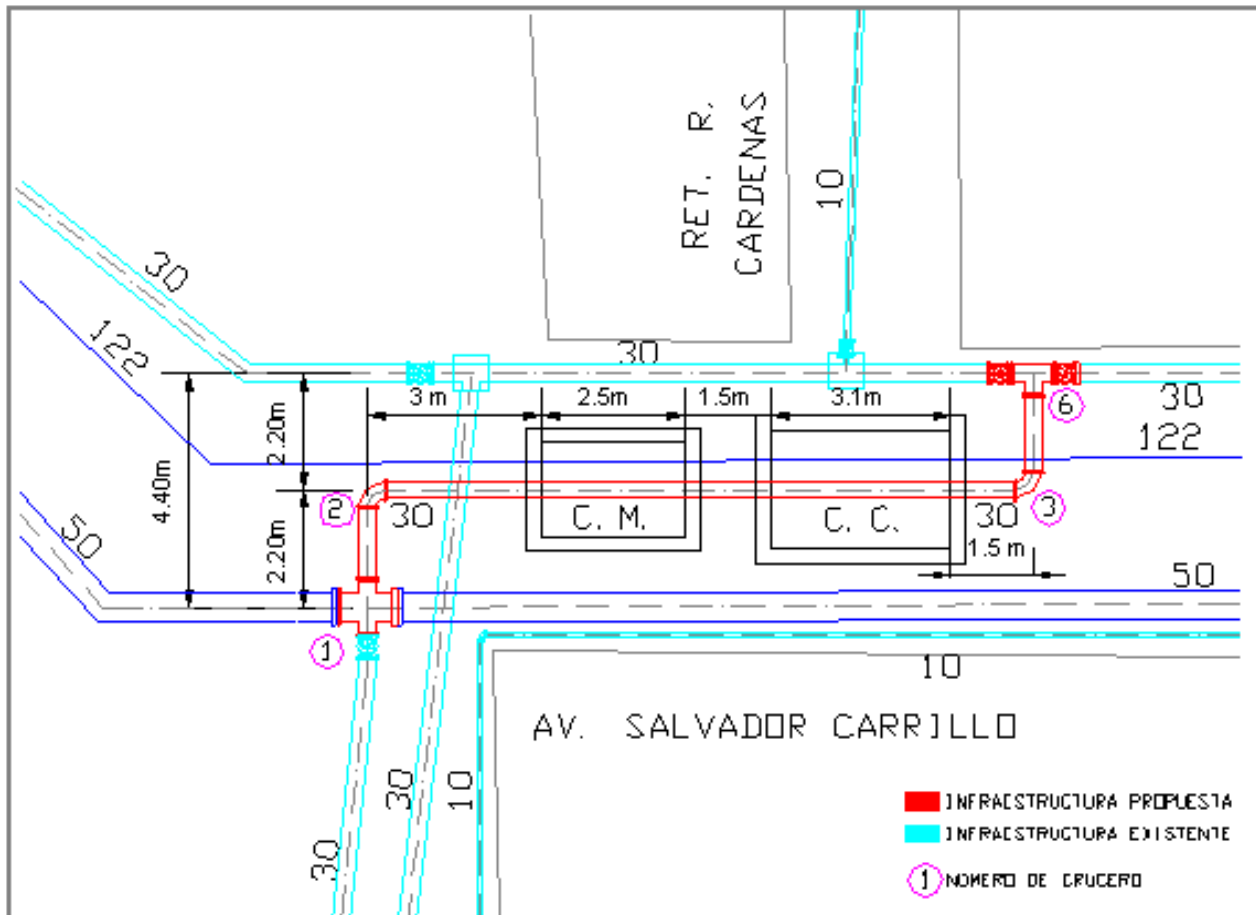 RET. R.
CARDENAS
10
30
122
30
3 m
2.5m
1.5m
3.1m
6
30
122
2.20m
4.40m
2
30
C. M.
C. C.
30
3
2.20m
1.5 m
50
50
1
10
AV. SALVADOR CARRILLO
30
10
30
INFRAESTRUCTURA PROPUESTA
INFRAESTRUCTURA EXISTENTE
1 NUMERO DE CRUCERO